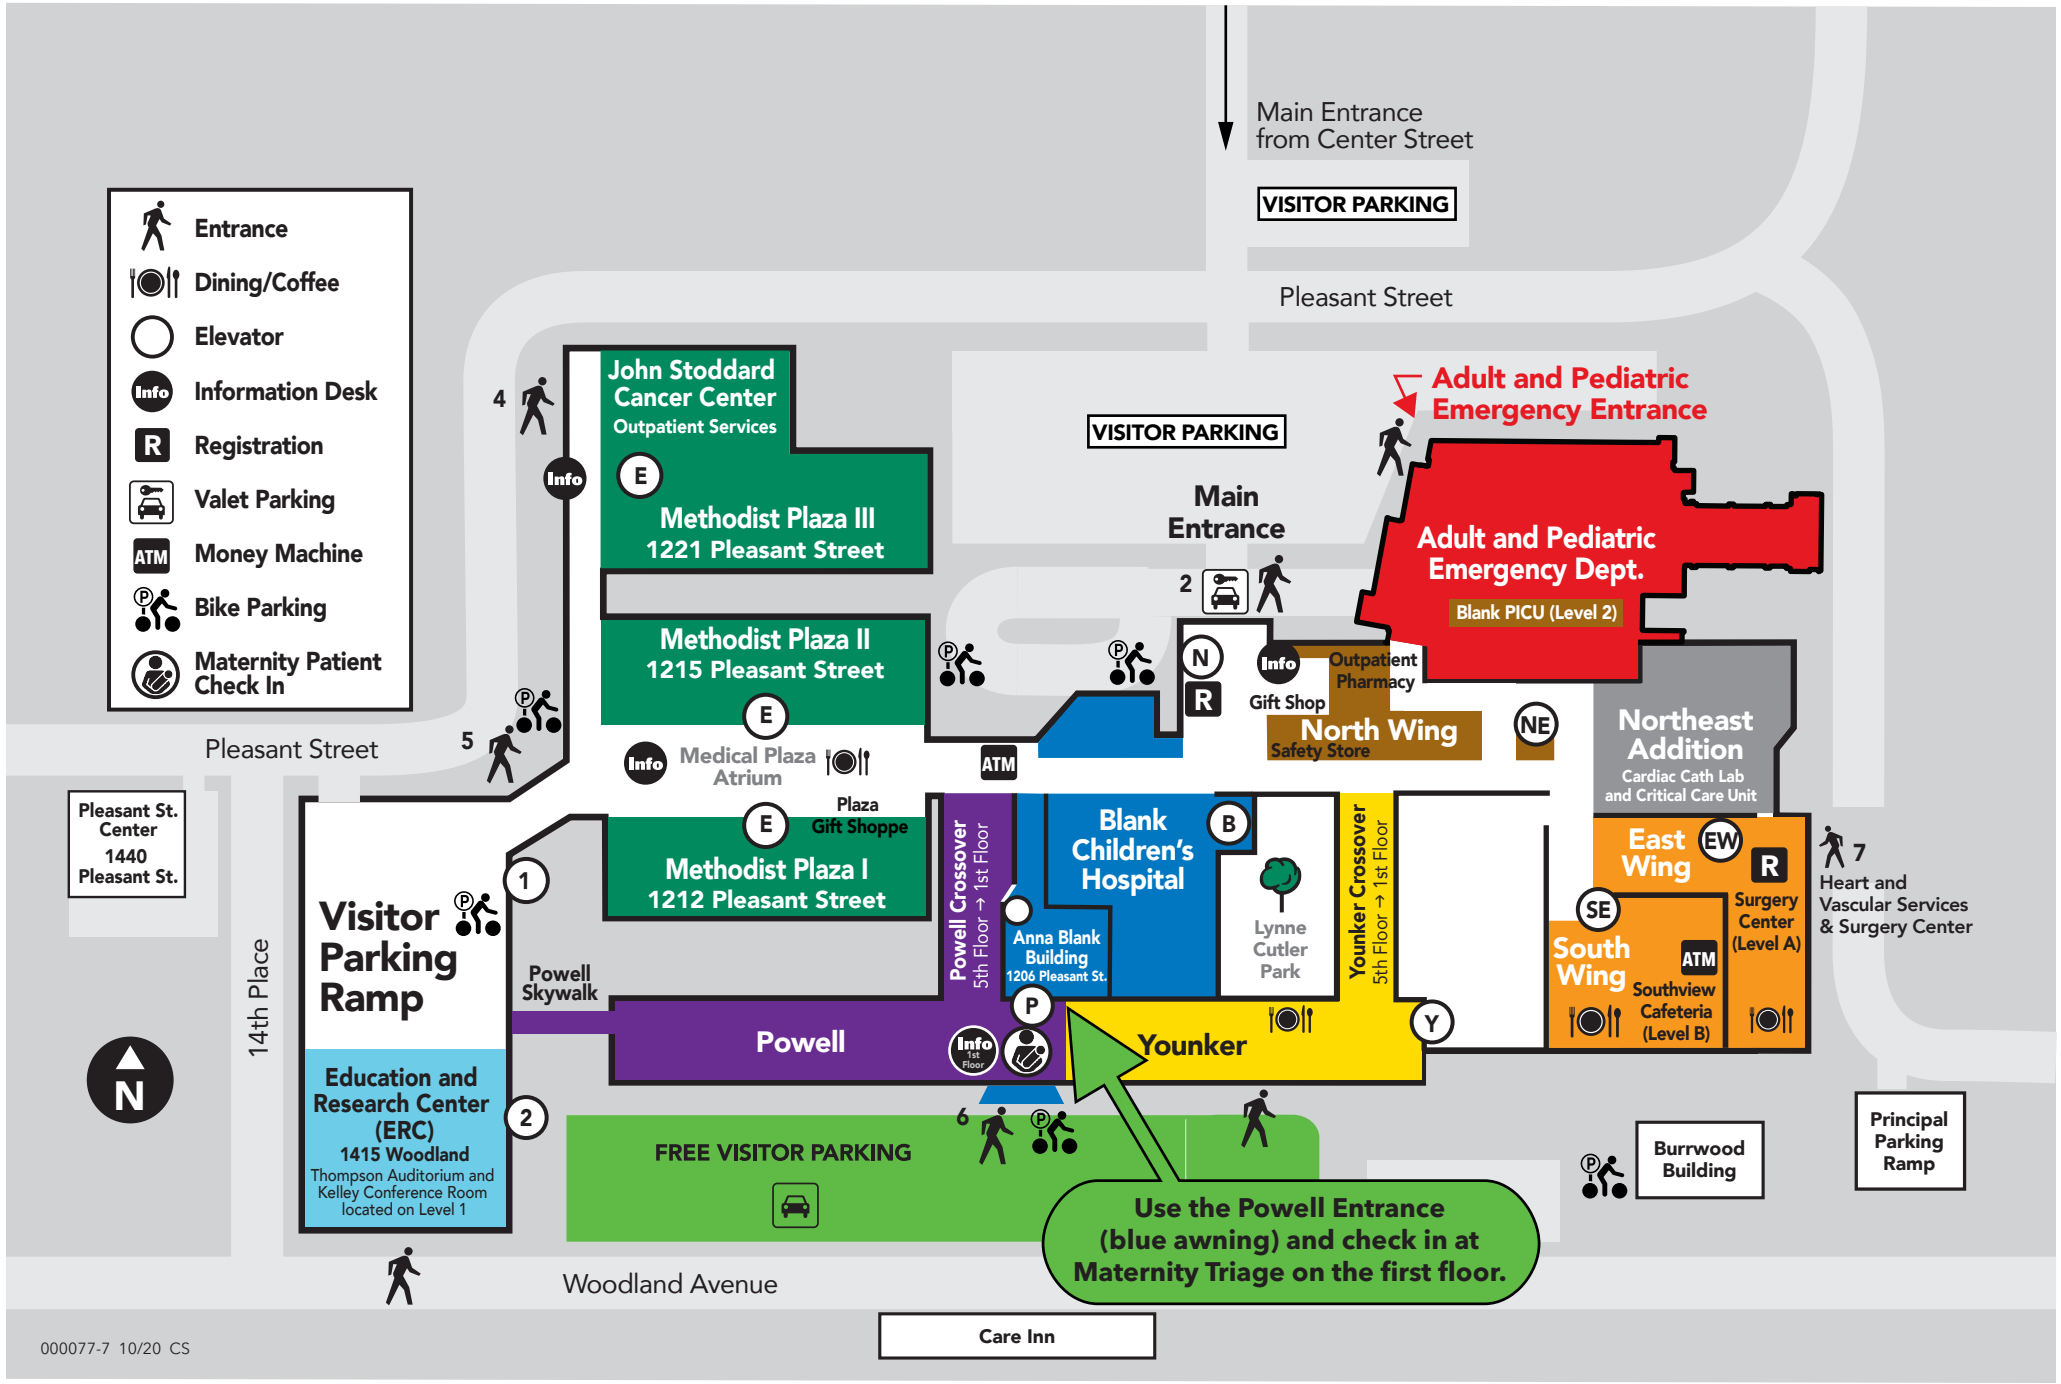 Main Entrance
from Center Street
VISITOR PARKING
Entrance
Dining/Coffee
Elevator
Info
Information Desk
R
Registration
Valet Parking
ATM
Money Machine
P
Bike Parking
Maternity Patient
Check In
Pleasant Street
4
John Stoddard
Cancer Center
Outpatient Services
Info
E
Methodist Plaza III
1221 Pleasant Street
VISITOR PARKING
Adult and Pediatric
Emergency Entrance
Main
Entrance
2
Adult and Pediatric
Emergency Dept.
Blank PICU (Level 2)
Methodist Plaza II
1215 Pleasant Street
E
P
P
N
R
Info
Gift Shop
Outpatient
Pharmacy
North Wing
Safety Store
NE
Northeast
Addition
Cardiac Cath Lab
and Critical Care Unit
Pleasant Street
5
P
Info
Medical Plaza
Atrium
ATM
Plaza
Gift Shoppe
E
Methodist Plaza I
1212 Pleasant Street
Pleasant St.
Center
1440
Pleasant St.
14th Place
N
Visitor
Parking
Ramp
P
1
Powell
Skywalk
Powell Crossover
5th Floor → 1st Floor
Blank
Children's
Hospital
B
Anna Blank
Building
1206 Pleasant St.
Lynne
Cutler
Park
Younker Crossover
5th Floor → 1st Floor
East
Wing
EW
R
Surgery
Center
(Level A)
7
Heart and
Vascular Services
& Surgery Center
SE
South
Wing
ATM
Southview
Cafeteria
(Level B)
Powell
P
Info
1st
Floor
Younker
Y
Education and
Research Center
(ERC)
1415 Woodland
Thompson Auditorium and
Kelley Conference Room
located on Level 1
2
6
P
FREE VISITOR PARKING
Use the Powell Entrance
(blue awning) and check in at
Maternity Triage on the first floor.
P
Burrwood
Building
Principal
Parking
Ramp
Woodland Avenue
Care Inn
000077-7 10/20 CS